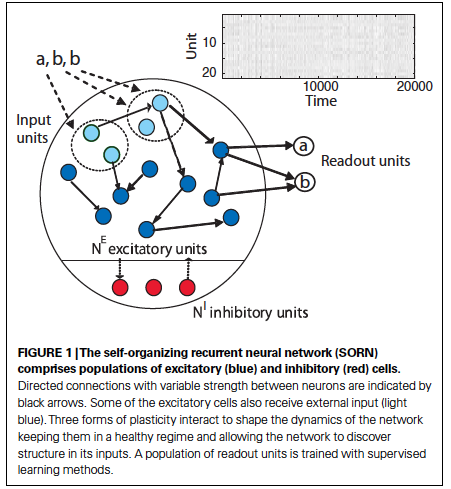 Unit
10
20
10000
20000
Time
a, b, b
Input
units
a
b
Readout units
N^E excitatory units
N^I inhibitory units
FIGURE 1 | The self-organizing recurrent neural network (SORN)
comprises populations of excitatory (blue) and inhibitory (red) cells.
Directed connections with variable strength between neurons are indicated by
black arrows. Some of the excitatory cells also receive external input (light
blue). Three forms of plasticity interact to shape the dynamics of the network
keeping them in a healthy regime and allowing the network to discover
structure in its inputs. A population of readout units is trained with supervised
learning methods.